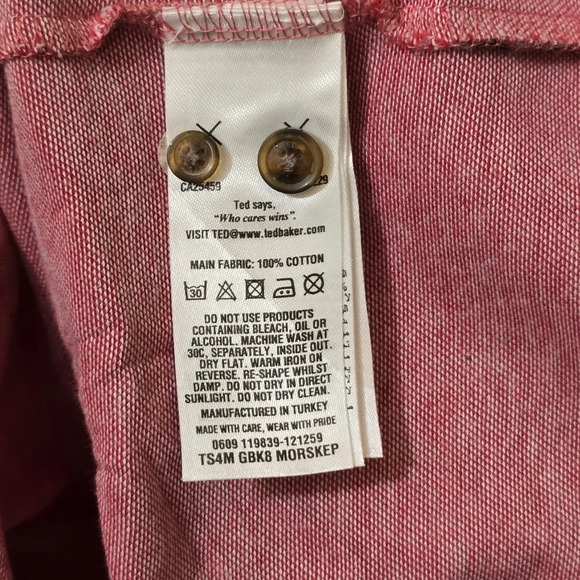 CA25459
29
Ted says,
"Who cares wins".
VISIT TED@www.tedbaker.com
MAIN FABRIC: 100% COTTON
30
DO NOT USE PRODUCTS
CONTAINING BLEACH, OIL OR
ALCOHOL. MACHINE WASH AT
30C, SEPARATELY, INSIDE OUT.
DRY FLAT. WARM IRON ON
REVERSE. RE-SHAPE WHILST
DAMP. DO NOT DRY IN DIRECT
SUNLIGHT. DO NOT DRY CLEAN.
MANUFACTURED IN TURKEY
MADE WITH CARE, WEAR WITH PRIDE
0609 119839-121259
TS4M GBK8 MORSKEP